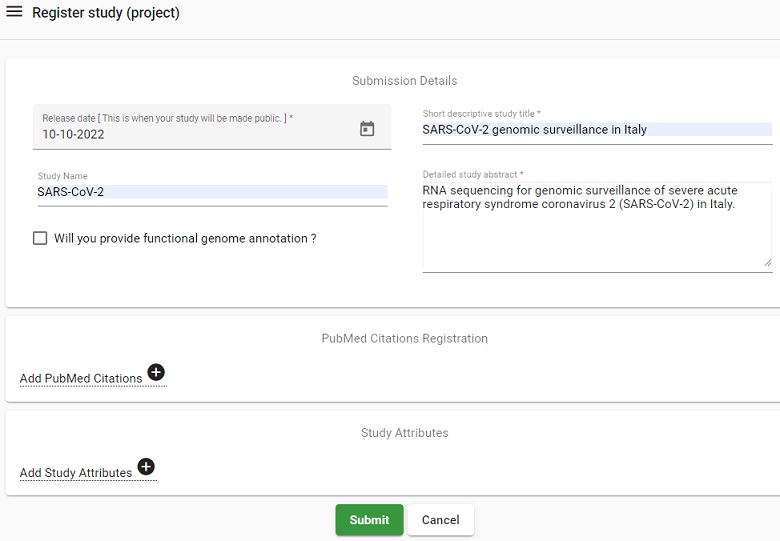 Register study (project)
Submission Details
Release date [ This is when your study will be made public. ] *
10-10-2022
Short descriptive study title *
SARS-CoV-2 genomic surveillance in Italy
Study Name
SARS-CoV-2
Detailed study abstract *
RNA sequencing for genomic surveillance of severe acute
respiratory syndrome coronavirus 2 (SARS-CoV-2) in Italy.
Will you provide functional genome annotation ?
PubMed Citations Registration
Add PubMed Citations
Study Attributes
Add Study Attributes
Submit
Cancel